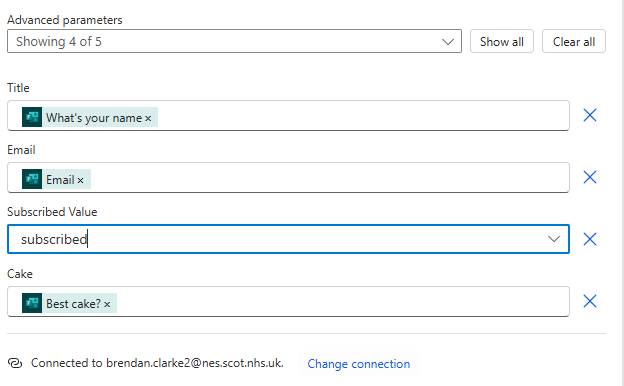 Advanced parameters
Showing 4 of 5
Show all
Clear all
Title
What's your name ×
Email
Email ×
Subscribed Value
subscribed
Cake
Best cake? ×
Connected to brendan.clarke2@nes.scot.nhs.uk. Change connection